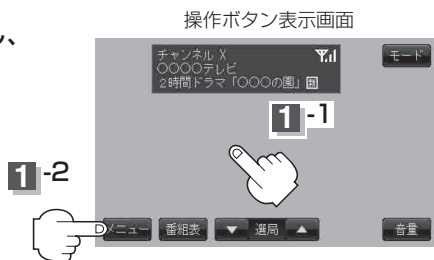 操作ボタン表示画面
い、
チャンネル X
〇〇〇〇テレビ
2時間ドラマ「〇〇〇の園」字
モード
1 -1
1 -2
メニュー 番組表 ▼ 選局 ▲ 音量